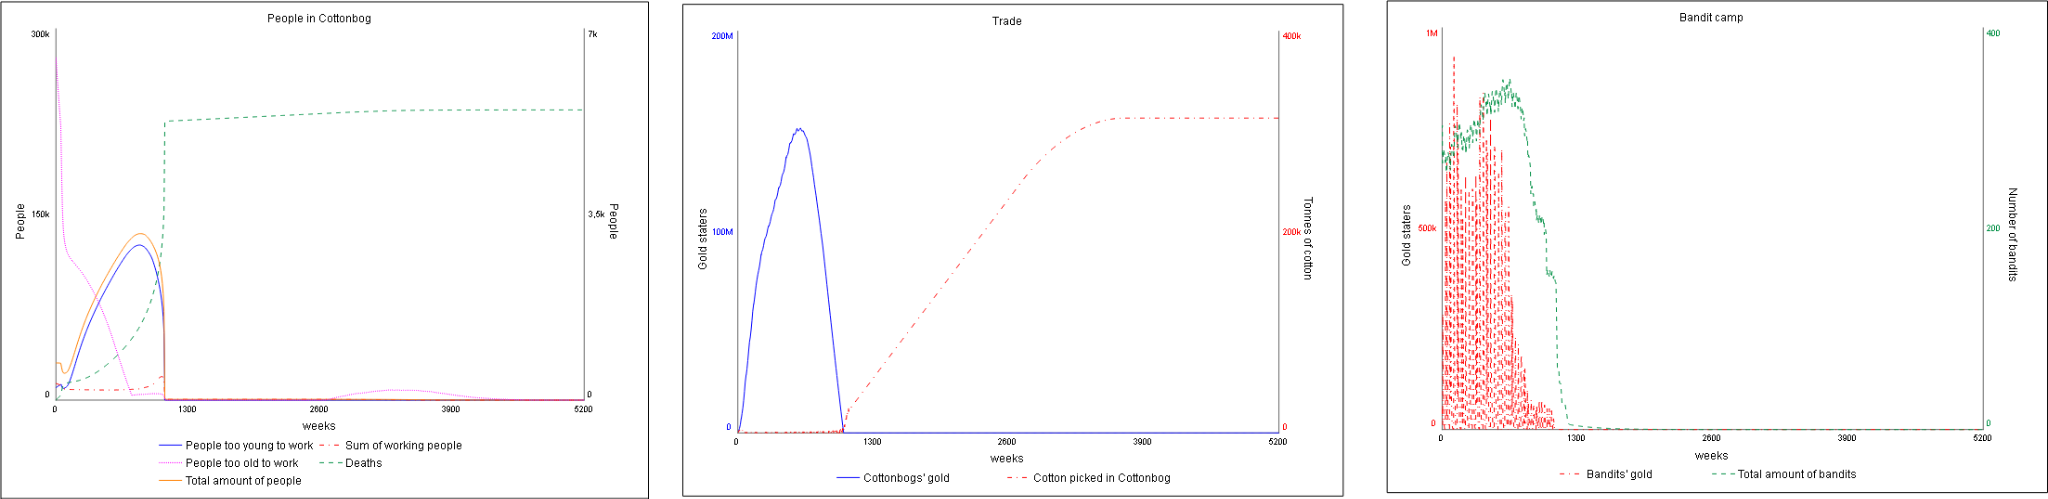 People in Cottonbog
300k
7k
150k
3,5k
People
People
0
0
0
1300
2600
3900
5200
weeks
People too young to work
Sum of working people
People too old to work
Deaths
Total amount of people
Trade
200M
400k
100M
200k
Gold staters
Tonnes of cotton
0
0
0
1300
2600
3900
5200
weeks
Cottonbogs' gold
Cotton picked in Cottonbog
Bandit camp
1M
400
500k
200
Gold staters
Number of bandits
0
0
0
1300
2600
3900
5200
weeks
Bandits' gold
Total amount of bandits